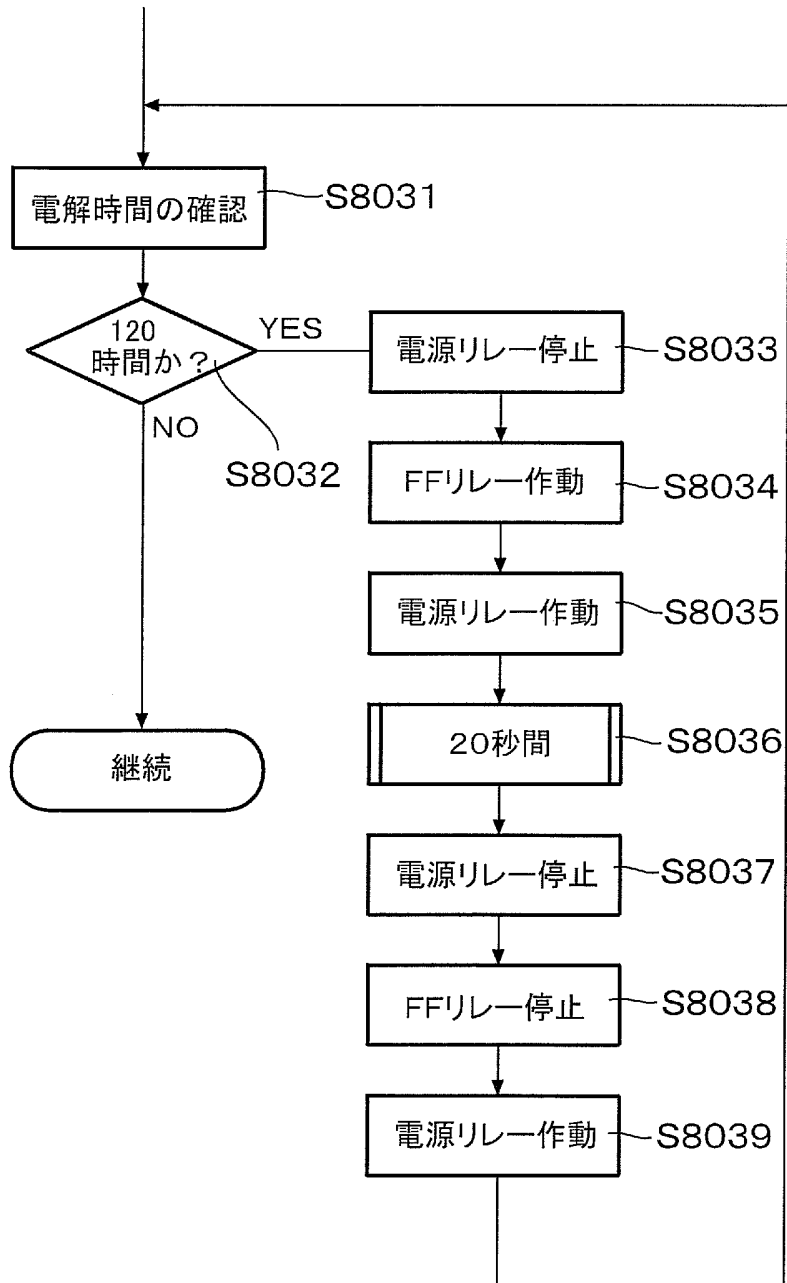 電解時間の確認
S8031
120
時間か？
YES
NO
S8032
継続
電源リレー停止
S8033
FFリレー作動
S8034
電源リレー作動
S8035
20秒間
S8036
電源リレー停止
S8037
FFリレー停止
S8038
電源リレー作動
S8039